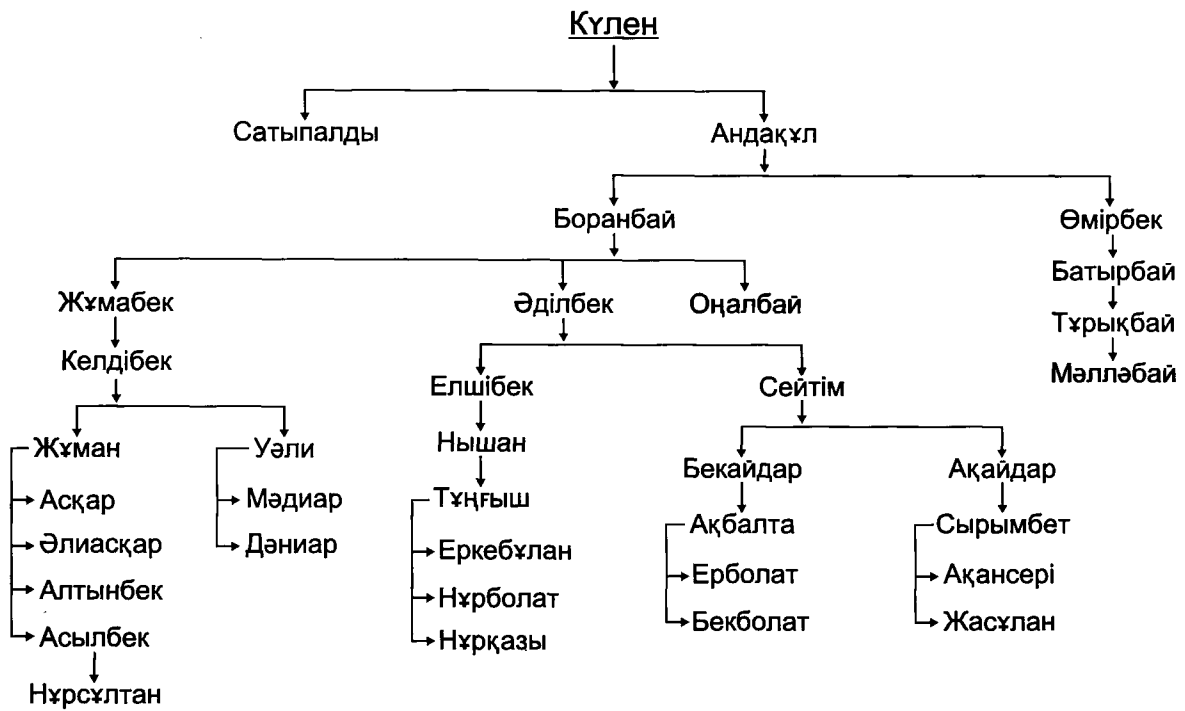 Күлен
Сатыпалды Андақұл
Боранбай Өмірбек
Батырбай
Жұмабек Әділбек Оңалбай
Тұрықбай
Келдібек
Мәлләбай
Елшібек Сейтім
Жұман Уәли Нышан
Бекайдар Ақайдар
Асқар Мәдиар Тұңғыш
Ақбалта Сырымбет
Әлиасқар Дәниар Еркебұлан
Ерболат Ақансері
Алтынбек Нұрболат
Бекболат Жасұлан
Асылбек Нұрқазы
Нұрсұлтан